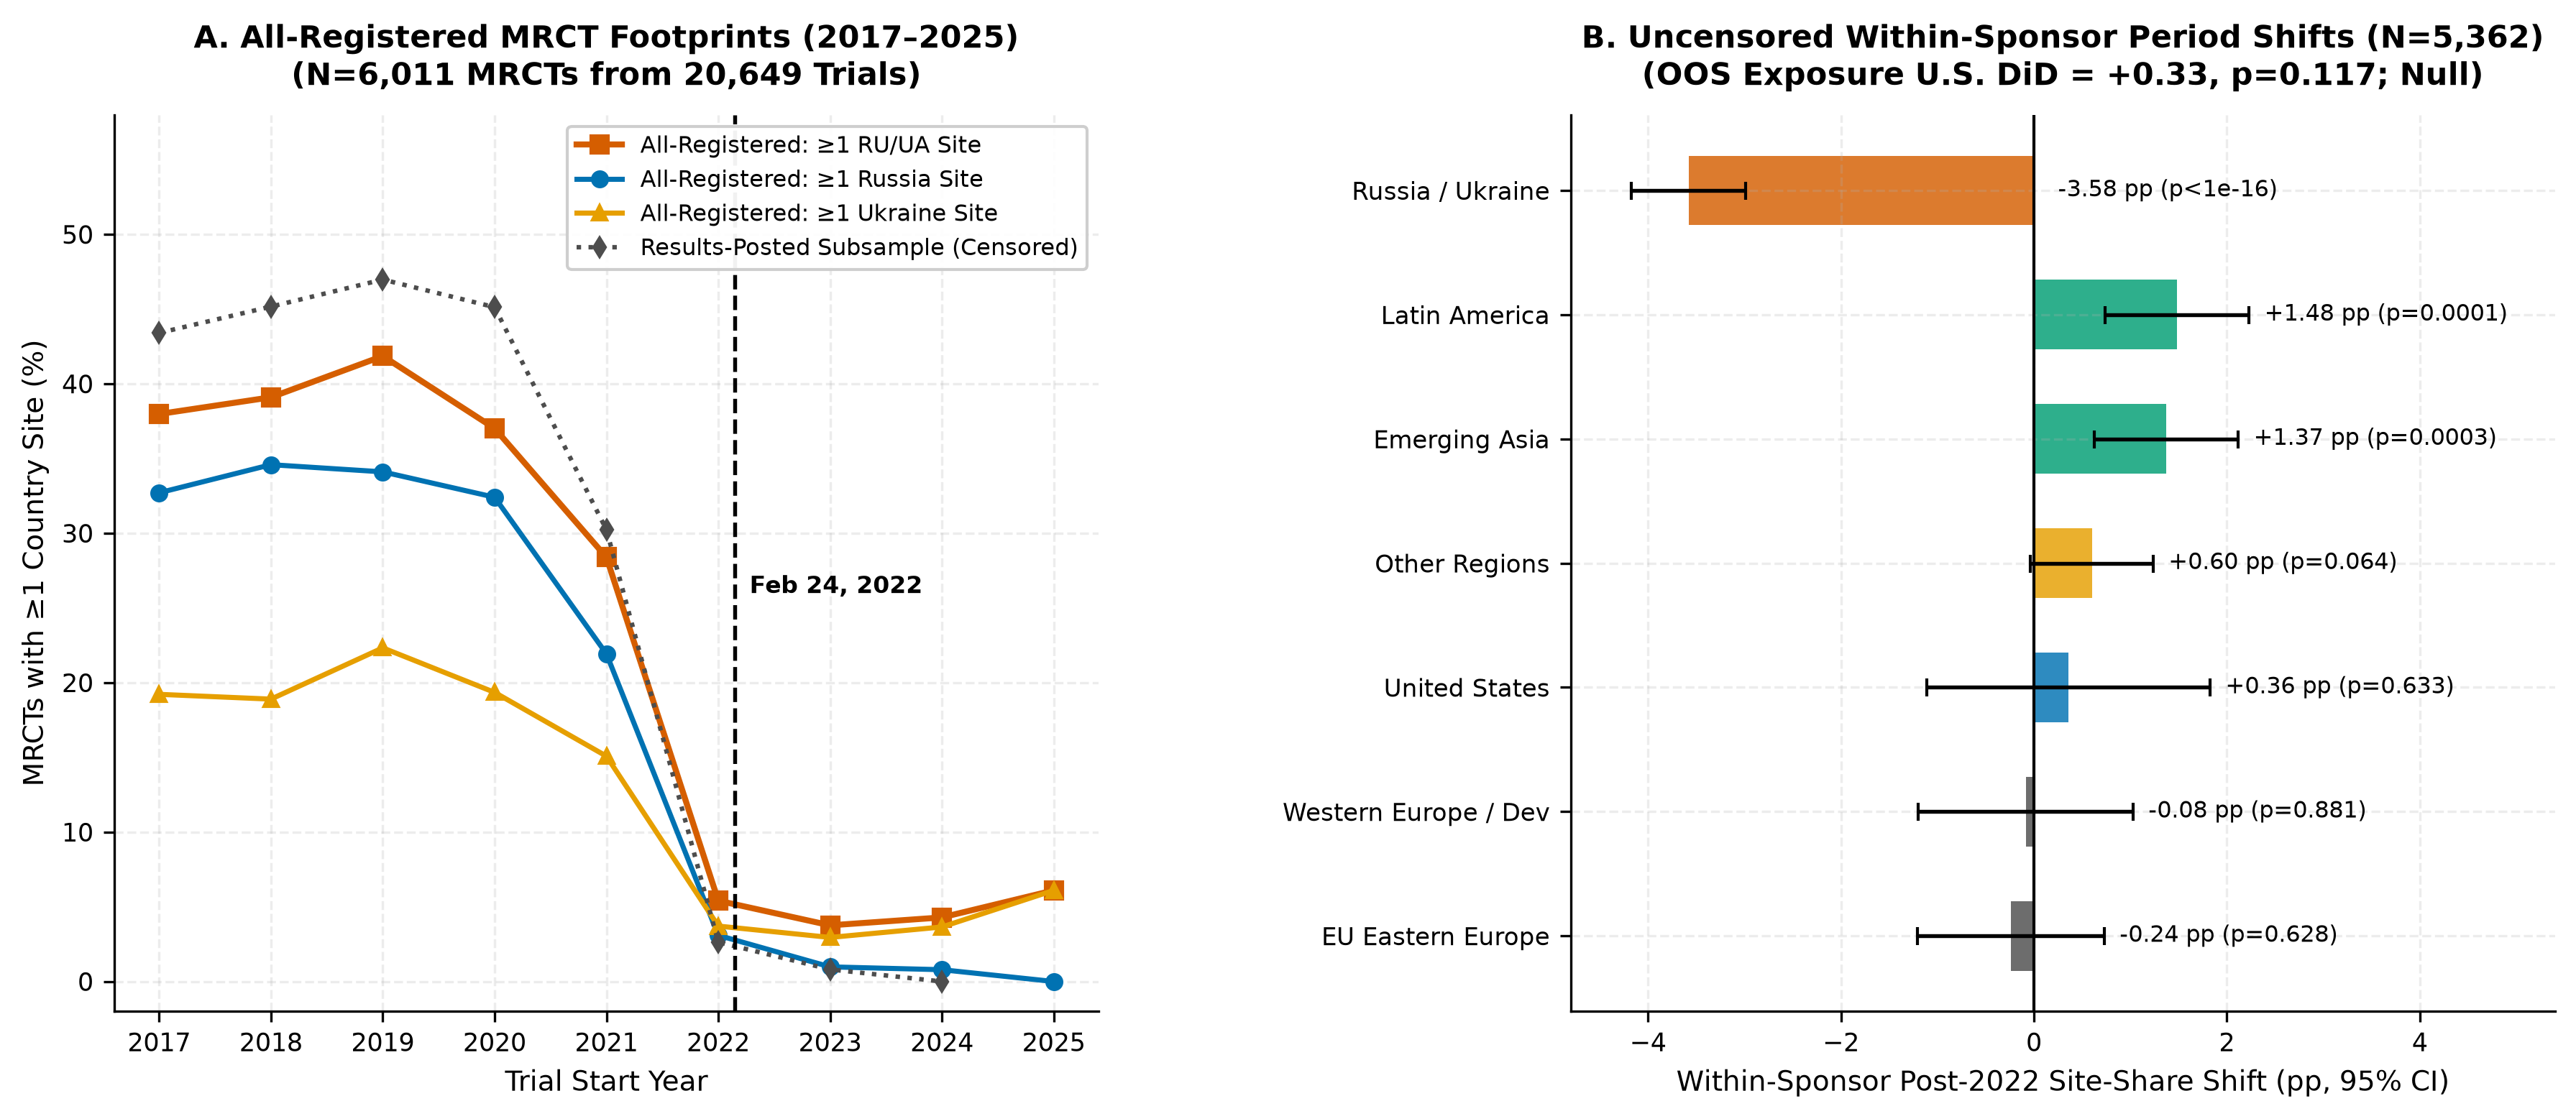 A. All-Registered MRCT Footprints (2017–2025)
(N=6,011 MRCTs from 20,649 Trials)
MRCTs with ≥1 Country Site (%)
50
40
30
20
10
0
All-Registered: ≥1 RU/UA Site
All-Registered: ≥1 Russia Site
All-Registered: ≥1 Ukraine Site
Results-Posted Subsample (Censored)
Feb 24, 2022
2017 2018 2019 2020 2021 2022 2023 2024 2025
Trial Start Year
B. Uncensored Within-Sponsor Period Shifts (N=5,362)
(OOS Exposure U.S. DiD = +0.33, p=0.117; Null)
Russia / Ukraine -3.58 pp (p<1e-16)
Latin America +1.48 pp (p=0.0001)
Emerging Asia +1.37 pp (p=0.0003)
Other Regions +0.60 pp (p=0.064)
United States +0.36 pp (p=0.633)
Western Europe / Dev -0.08 pp (p=0.881)
EU Eastern Europe -0.24 pp (p=0.628)
−4 −2 0 2 4
Within-Sponsor Post-2022 Site-Share Shift (pp, 95% CI)